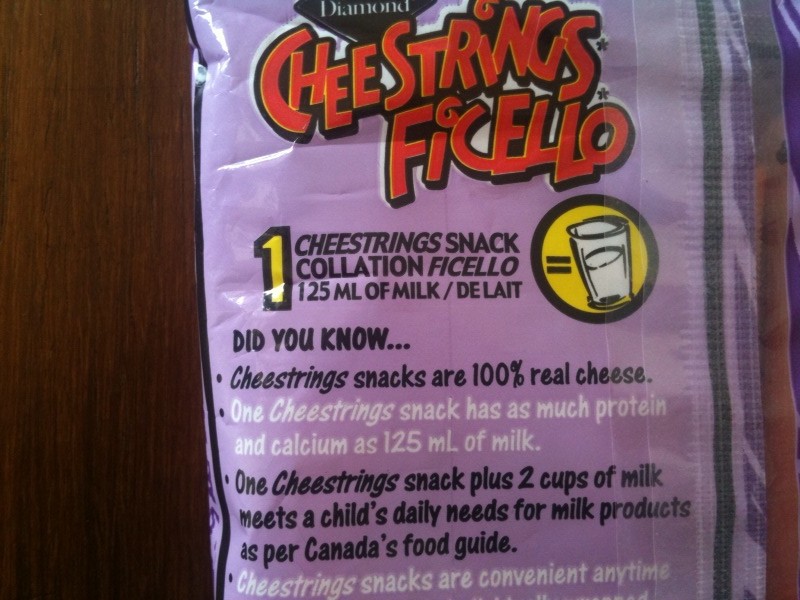 Diamond
CHEESTRINGS*
FICELLO*
1 CHEESTRINGS SNACK
COLLATION FICELLO
125 ML OF MILK / DE LAIT
=
DID YOU KNOW...
• Cheestrings snacks are 100% real cheese.
• One Cheestrings snack has as much protein
and calcium as 125 mL of milk.
• One Cheestrings snack plus 2 cups of milk
meets a child's daily needs for milk products
as per Canada's food guide.
• Cheestrings snacks are convenient anytime